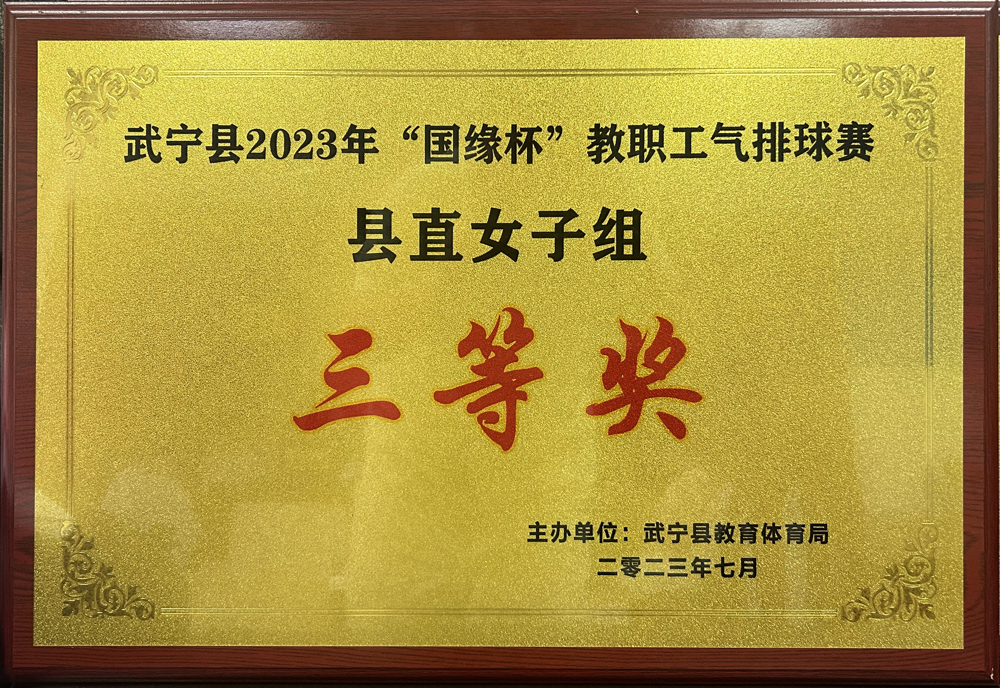 武宁县2023年“国缘杯”教职工气排球赛
县直女子组
三等奖
主办单位：武宁县教育体育局
二零二三年七月